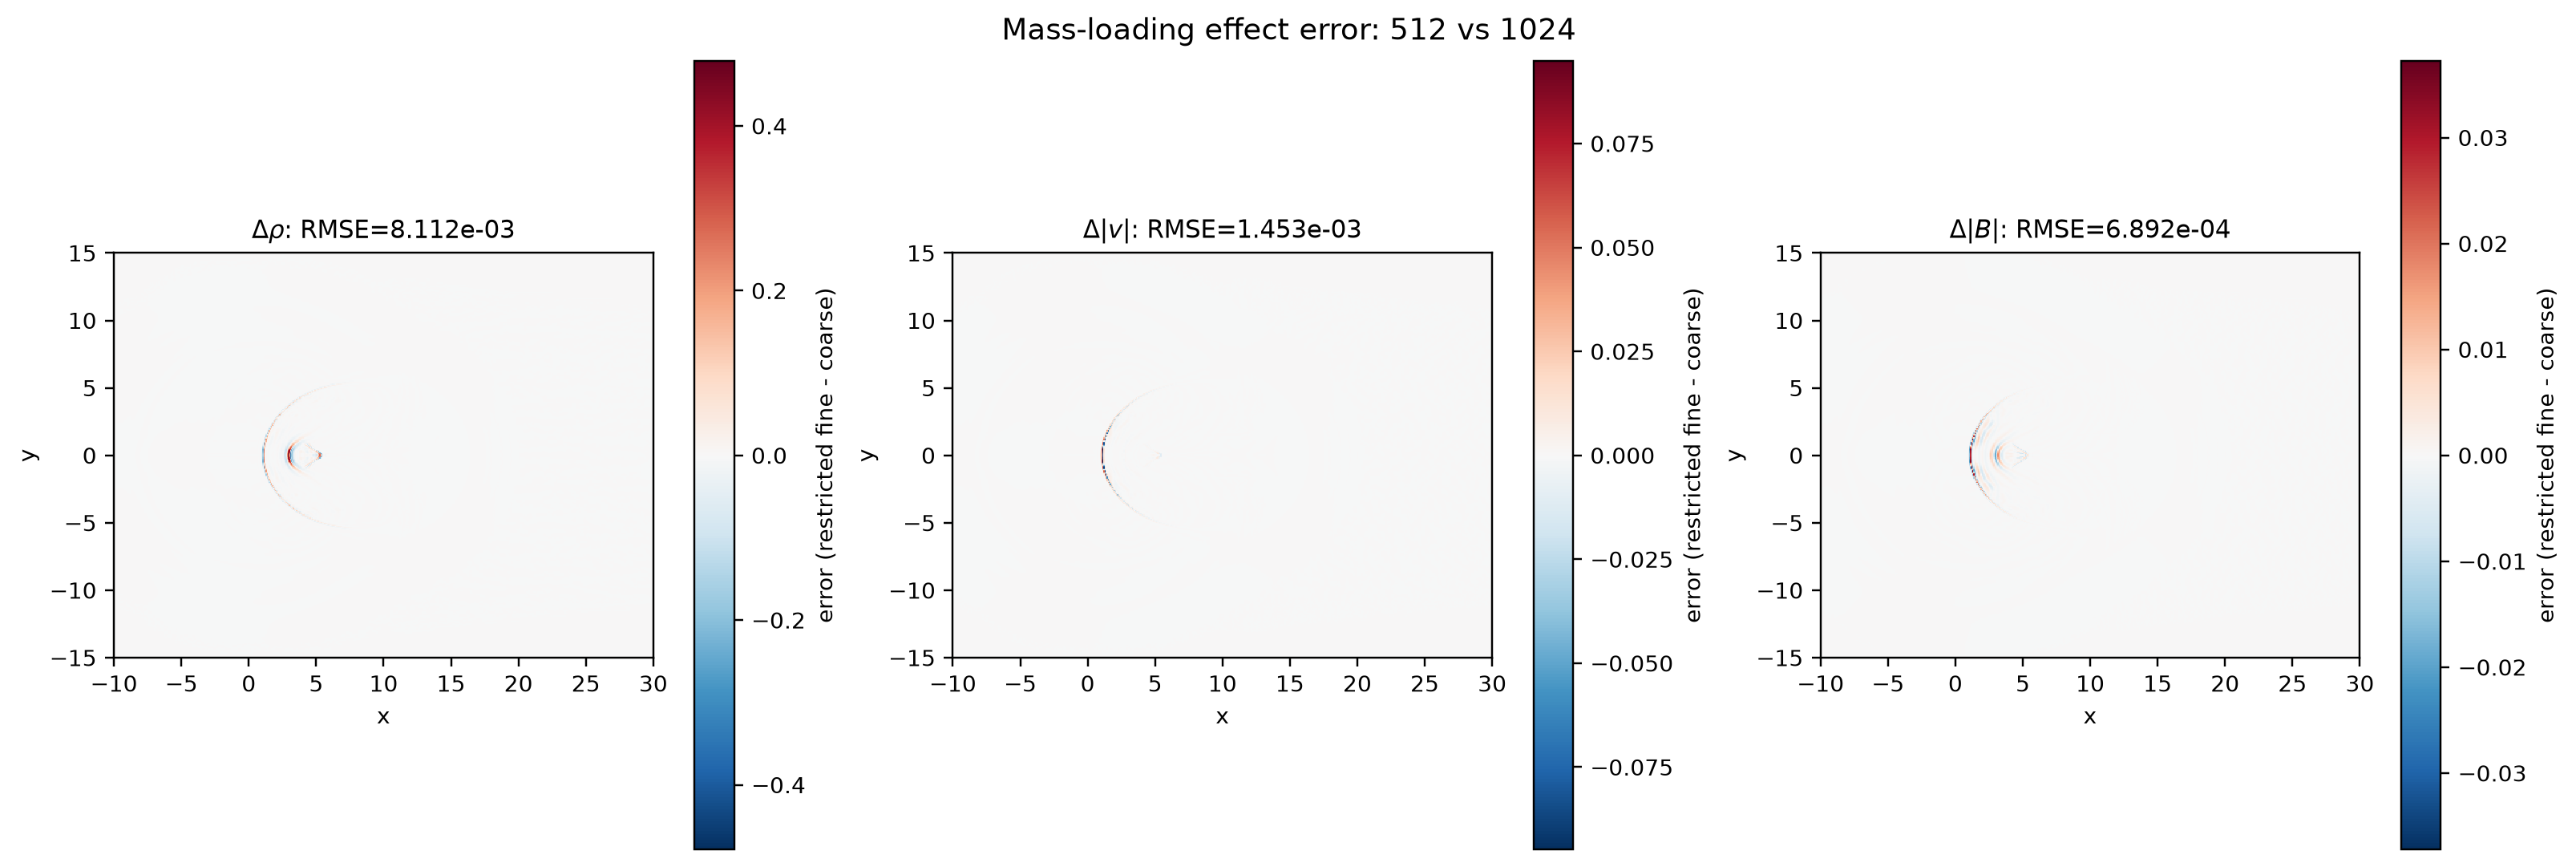 Mass-loading effect error: 512 vs 1024
Δρ: RMSE=8.112e-03
15
10
5
0
−5
−10
−15
y
−10 −5 0 5 10 15 20 25 30
x
0.4
0.2
0.0
−0.2
−0.4
error (restricted fine - coarse)
Δ|v|: RMSE=1.453e-03
15
10
5
0
−5
−10
−15
y
−10 −5 0 5 10 15 20 25 30
x
0.075
0.050
0.025
0.000
−0.025
−0.050
−0.075
error (restricted fine - coarse)
Δ|B|: RMSE=6.892e-04
15
10
5
0
−5
−10
−15
y
−10 −5 0 5 10 15 20 25 30
x
0.03
0.02
0.01
0.00
−0.01
−0.02
−0.03
error (restricted fine - coarse)